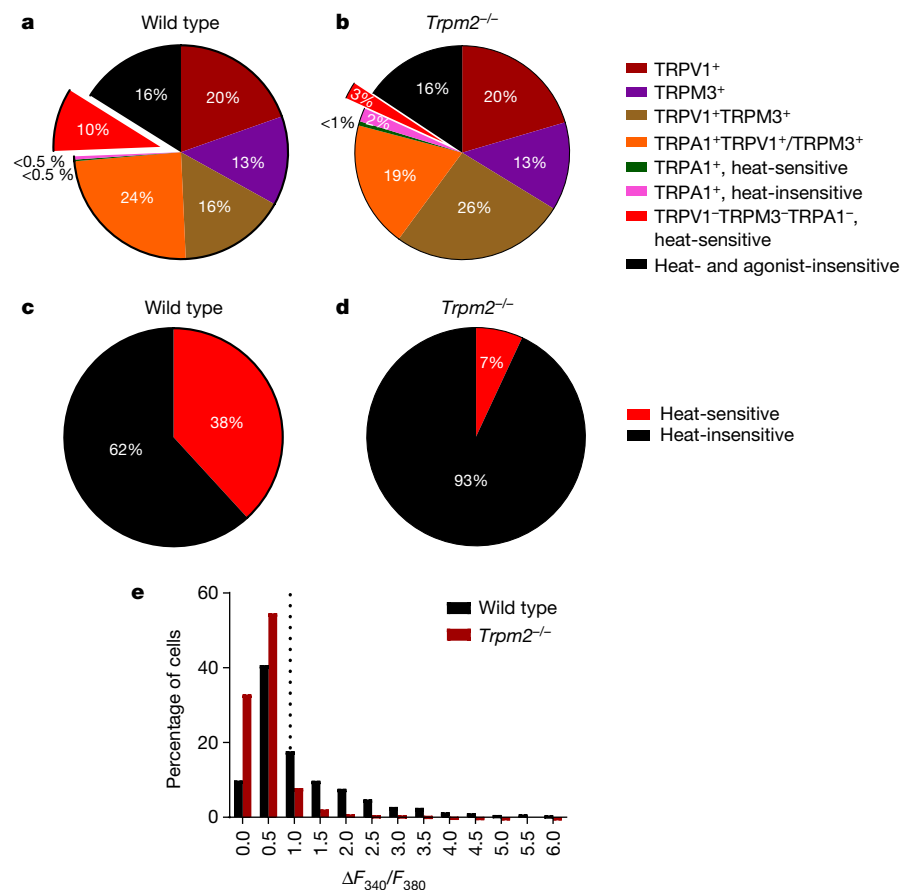 a Wild type
16%
20%
10%
<0.5 %
<0.5 %
13%
24%
16%
b Trpm2⁻/⁻
16%
20%
3%
2%
<1%
13%
19%
26%
TRPV1⁺
TRPM3⁺
TRPV1⁺TRPM3⁺
TRPA1⁺TRPV1⁺/TRPM3⁺
TRPA1⁺, heat-sensitive
TRPA1⁺, heat-insensitive
TRPV1⁻TRPM3⁻TRPA1⁻,
heat-sensitive
Heat- and agonist-insensitive
c Wild type
38%
62%
d Trpm2⁻/⁻
7%
93%
Heat-sensitive
Heat-insensitive
e
Percentage of cells
60
40
20
0
Wild type
Trpm2⁻/⁻
0.0 0.5 1.0 1.5 2.0 2.5 3.0 3.5 4.0 4.5 5.0 5.5 6.0
ΔF₃₄₀/F₃₈₀